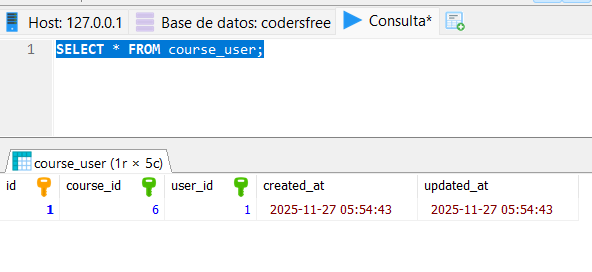 Host: 127.0.0.1 Base de datos: codersfree Consulta*
1 SELECT * FROM course_user;
course_user (1r × 5c)
id course_id user_id created_at updated_at
1 6 1 2025-11-27 05:54:43 2025-11-27 05:54:43